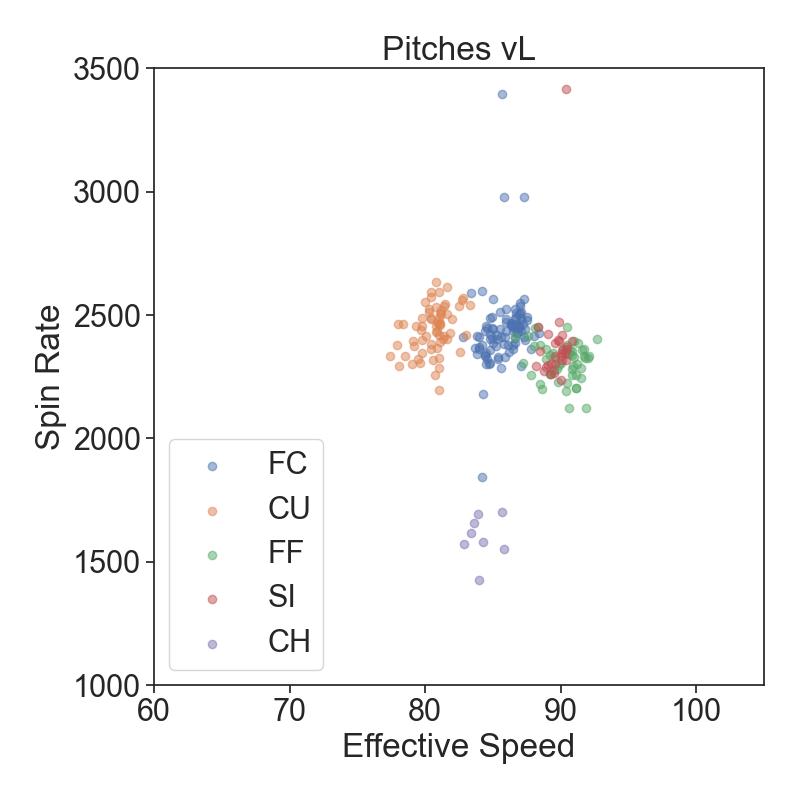 Pitches vL
3500
3000
2500
2000
1500
1000
Spin Rate
FC
CU
FF
SI
CH
60 70 80 90 100
Effective Speed